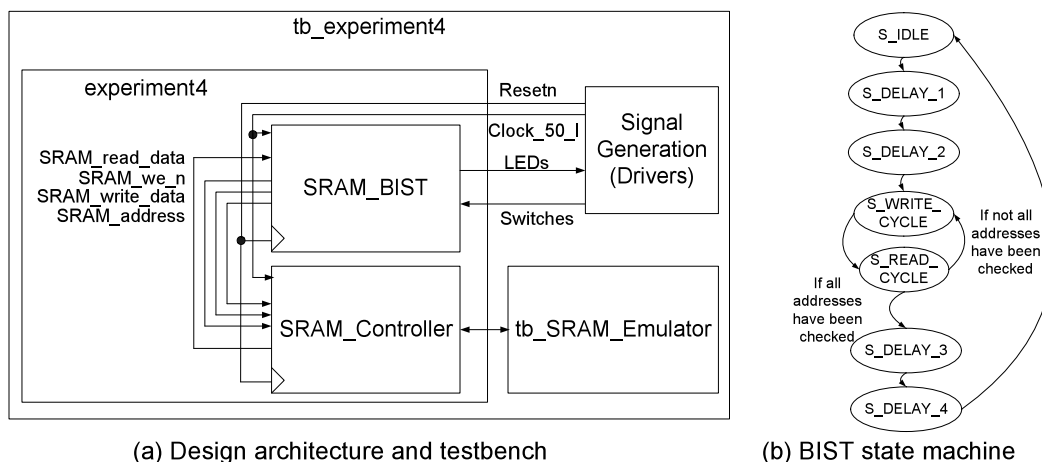 tb_experiment4
experiment4
Resetn
Clock_50_I
LEDs
Switches
Signal
Generation
(Drivers)
SRAM_read_data
SRAM_we_n
SRAM_write_data
SRAM_address
SRAM_BIST
SRAM_Controller
tb_SRAM_Emulator
(a) Design architecture and testbench
S_IDLE
S_DELAY_1
S_DELAY_2
S_WRITE_
CYCLE
S_READ_
CYCLE
If not all
addresses
have been
checked
If all
addresses
have been
checked
S_DELAY_3
S_DELAY_4
(b) BIST state machine